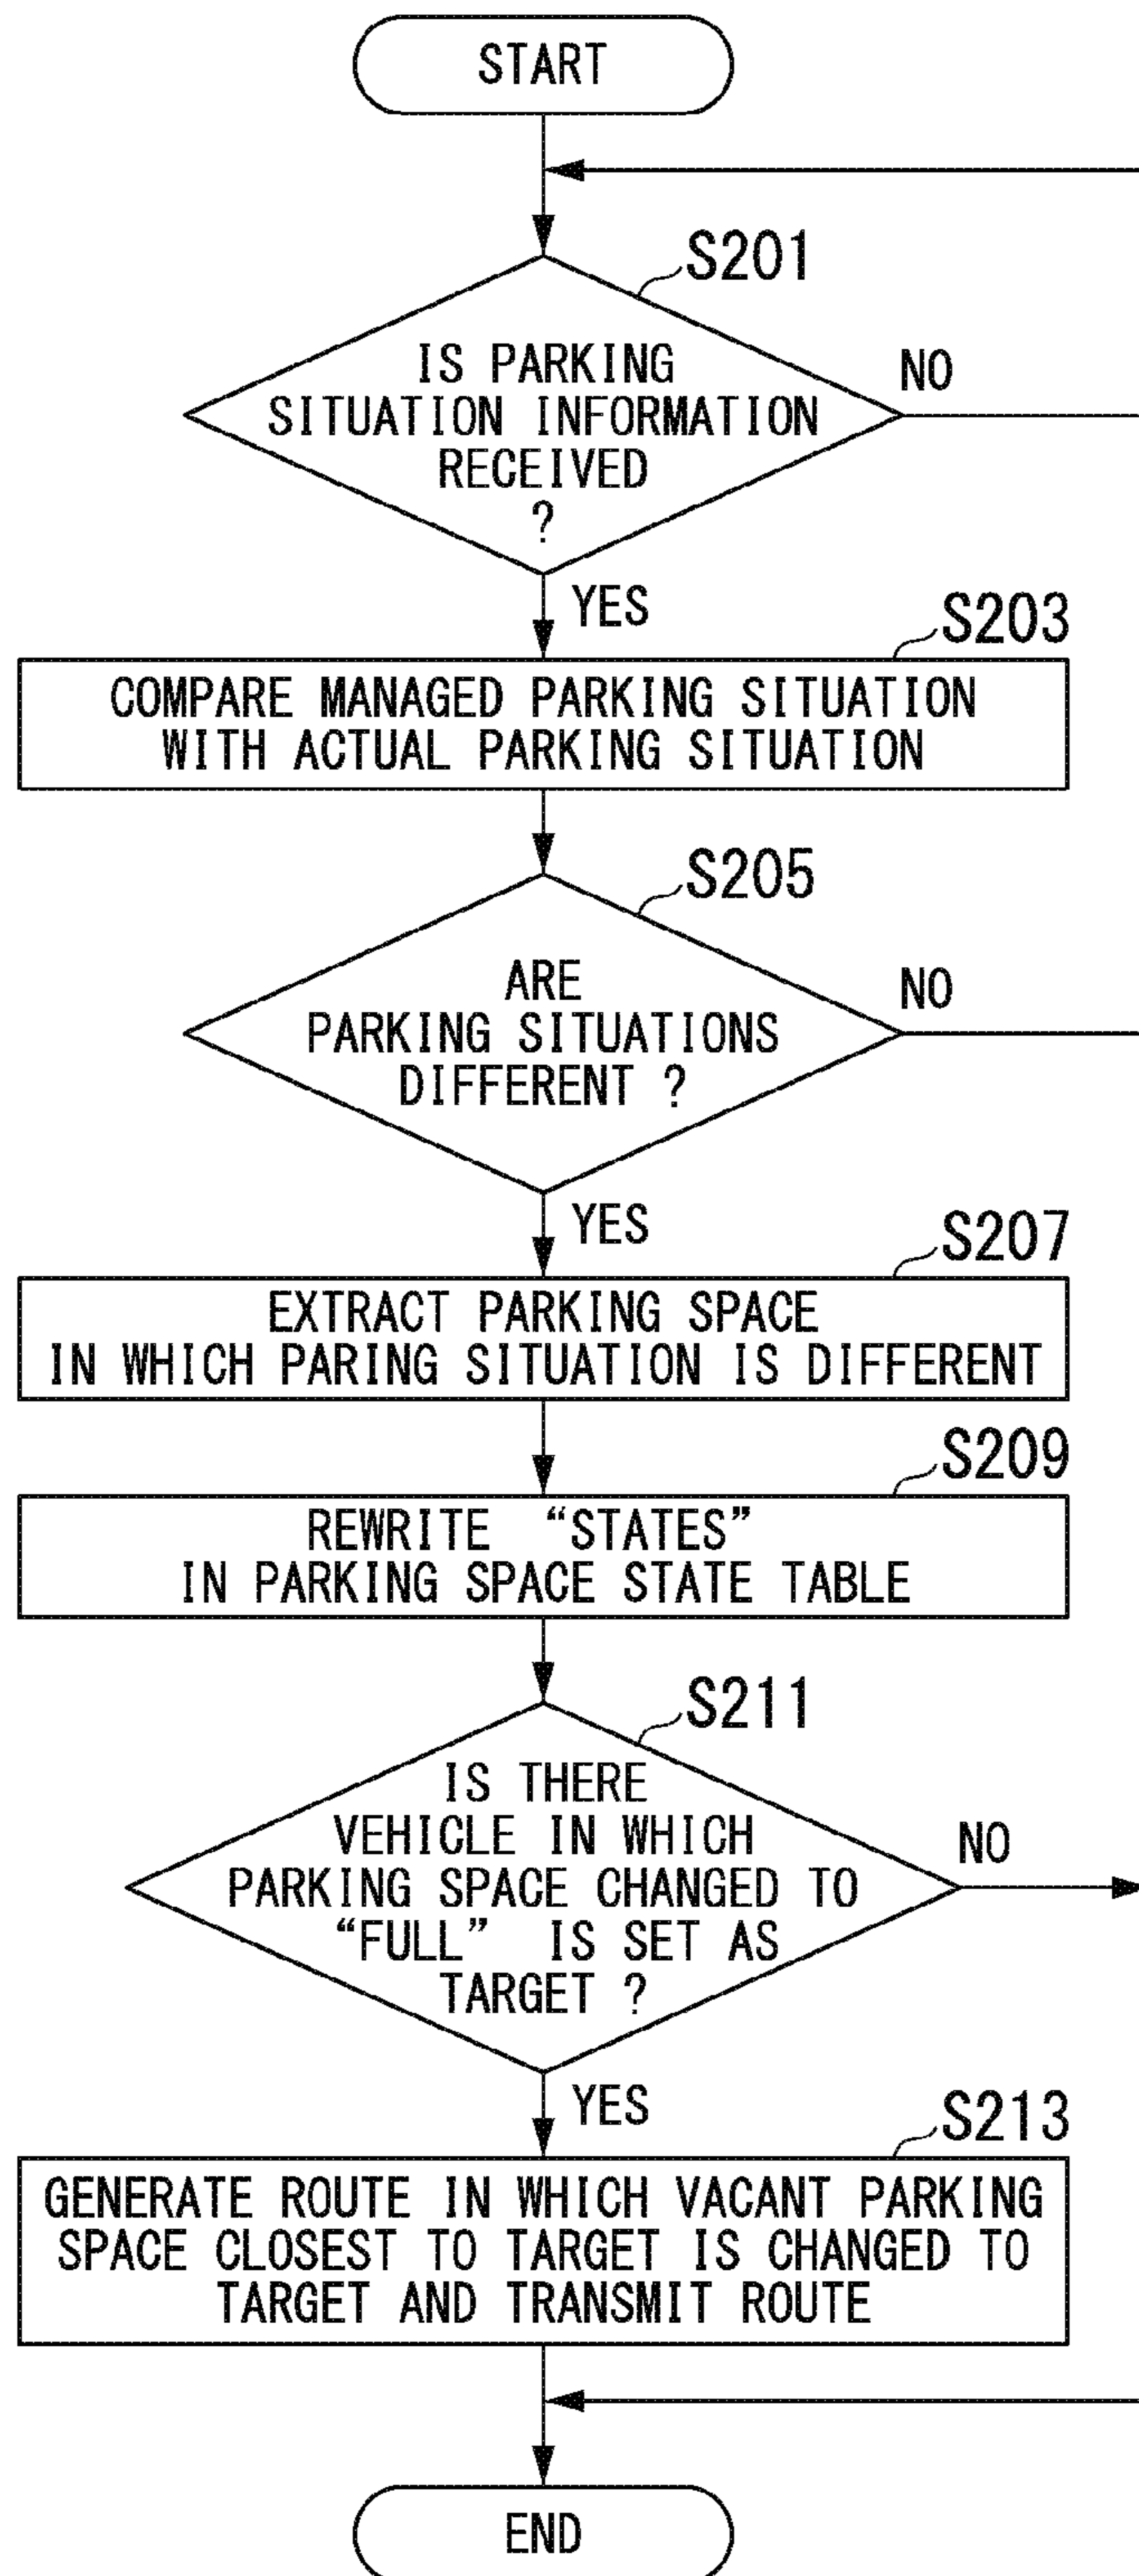 START
S201
IS PARKING
SITUATION INFORMATION
RECEIVED
?
NO
YES
S203
COMPARE MANAGED PARKING SITUATION
WITH ACTUAL PARKING SITUATION
S205
ARE
PARKING SITUATIONS
DIFFERENT ?
NO
YES
S207
EXTRACT PARKING SPACE
IN WHICH PARING SITUATION IS DIFFERENT
S209
REWRITE “STATES”
IN PARKING SPACE STATE TABLE
S211
IS THERE
VEHICLE IN WHICH
PARKING SPACE CHANGED TO
“FULL” IS SET AS
TARGET ?
NO
YES
S213
GENERATE ROUTE IN WHICH VACANT PARKING
SPACE CLOSEST TO TARGET IS CHANGED TO
TARGET AND TRANSMIT ROUTE
END